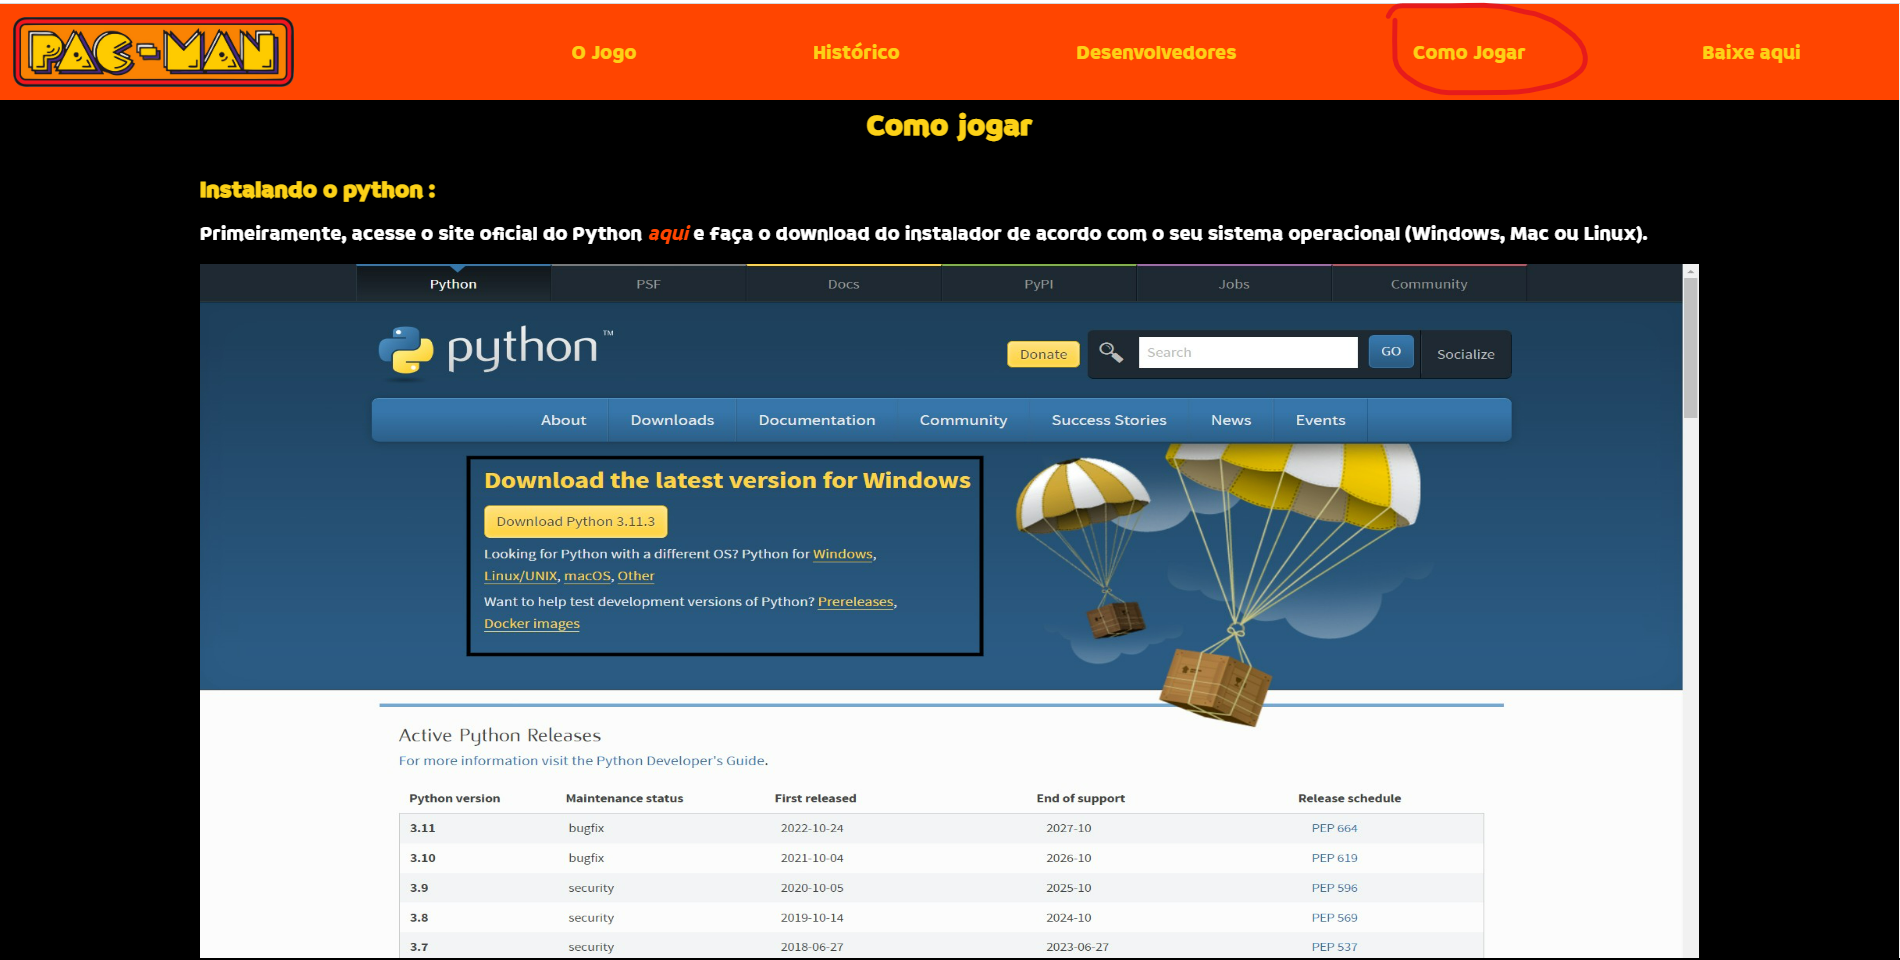 PAC-MAN
O Jogo
Histórico
Desenvolvedores
Como Jogar
Baixe aqui
Como jogar
Instalando o python :
Primeiramente, acesse o site oficial do Python aqui e faça o download do instalador de acordo com o seu sistema operacional (Windows, Mac ou Linux).
Python
PSF
Docs
PyPI
Jobs
Community
python™
Donate
Search
GO
Socialize
About
Downloads
Documentation
Community
Success Stories
News
Events
Download the latest version for Windows
Download Python 3.11.3
Looking for Python with a different OS? Python for Windows,
Linux/UNIX, macOS, Other
Want to help test development versions of Python? Prereleases,
Docker images
Active Python Releases
For more information visit the Python Developer's Guide.
Python version Maintenance status First released End of support Release schedule
3.11 bugfix 2022-10-24 2027-10 PEP 664
3.10 bugfix 2021-10-04 2026-10 PEP 619
3.9 security 2020-10-05 2025-10 PEP 596
3.8 security 2019-10-14 2024-10 PEP 569
3.7 security 2018-06-27 2023-06-27 PEP 537